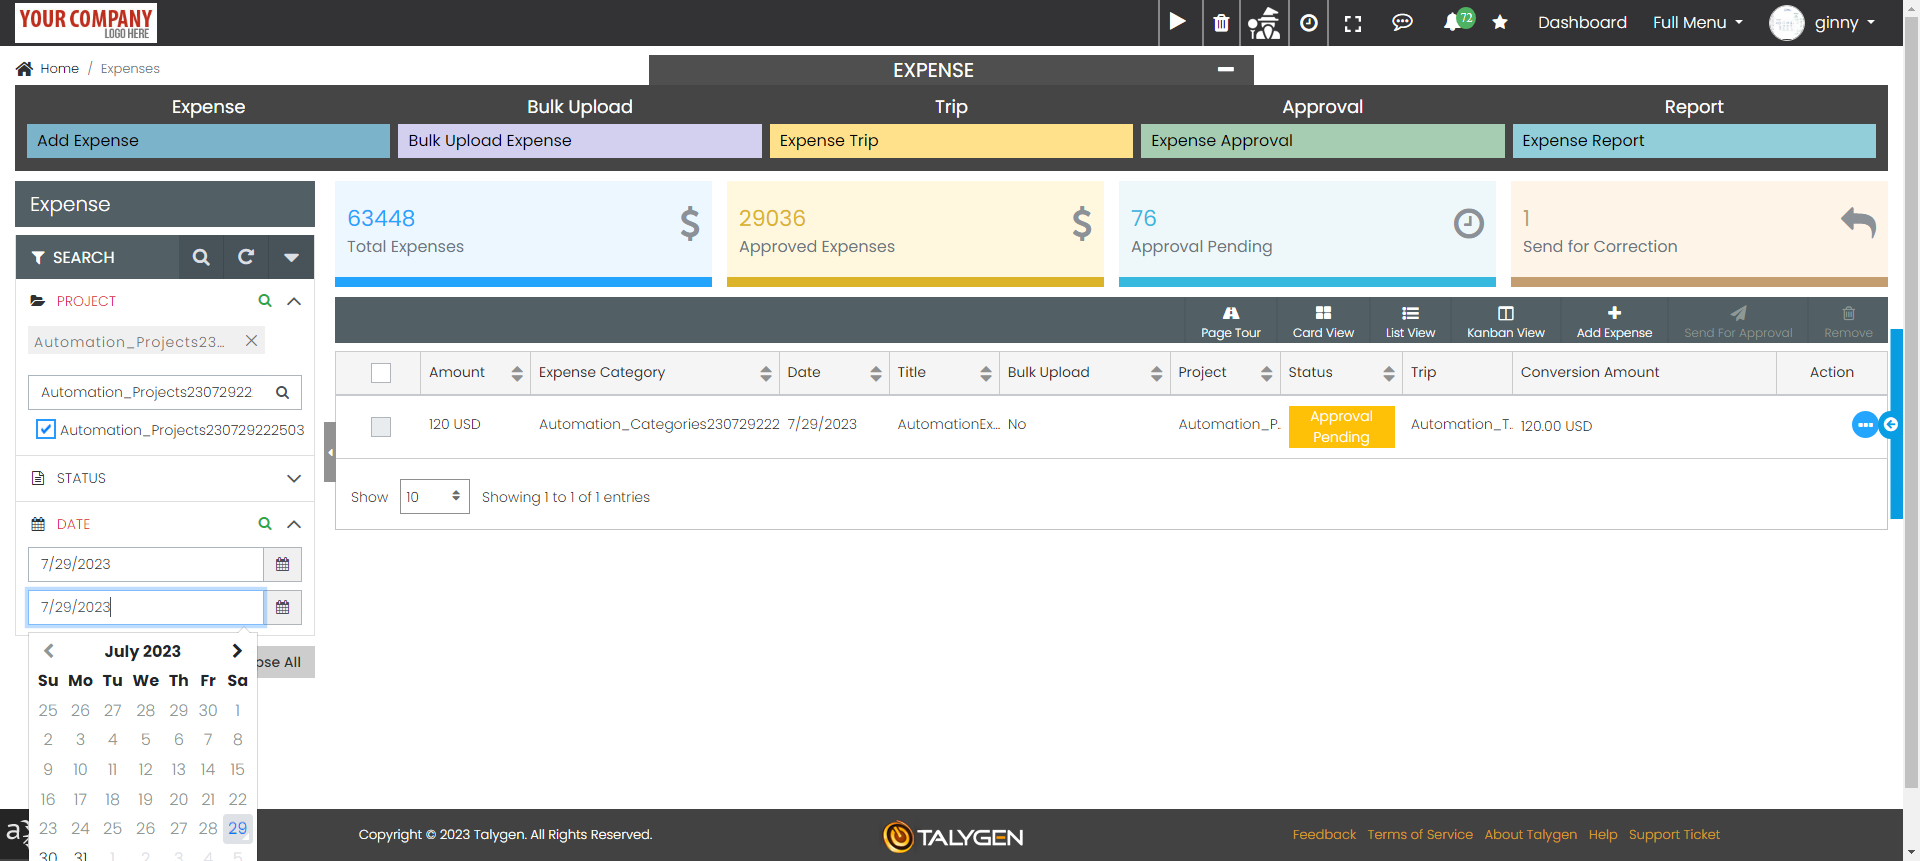 YOUR COMPANY
LOGO HERE
72
Dashboard
Full Menu
ginny
Home / Expenses
EXPENSE
Expense
Bulk Upload
Trip
Approval
Report
Add Expense
Bulk Upload Expense
Expense Trip
Expense Approval
Expense Report
Expense
SEARCH
PROJECT
Automation_Projects23...
Automation_Projects23072922
Automation_Projects230729222503
STATUS
DATE
7/29/2023
7/29/2023
July 2023
Su Mo Tu We Th Fr Sa
25 26 27 28 29 30 1
2 3 4 5 6 7 8
9 10 11 12 13 14 15
16 17 18 19 20 21 22
23 24 25 26 27 28 29
30 31 1 2 3 4 5
All
63448
Total Expenses
29036
Approved Expenses
76
Approval Pending
1
Send for Correction
Page Tour
Card View
List View
Kanban View
Add Expense
Send For Approval
Remove
Amount
Expense Category
Date
Title
Bulk Upload
Project
Status
Trip
Conversion Amount
Action
120 USD
Automation_Categories230729222
7/29/2023
AutomationEx...
No
Automation_P..
Approval
Pending
Automation_T..
120.00 USD
Show 10 Showing 1 to 1 of 1 entries
Copyright © 2023 Talygen. All Rights Reserved.
TALYGEN
Feedback
Terms of Service
About Talygen
Help
Support Ticket